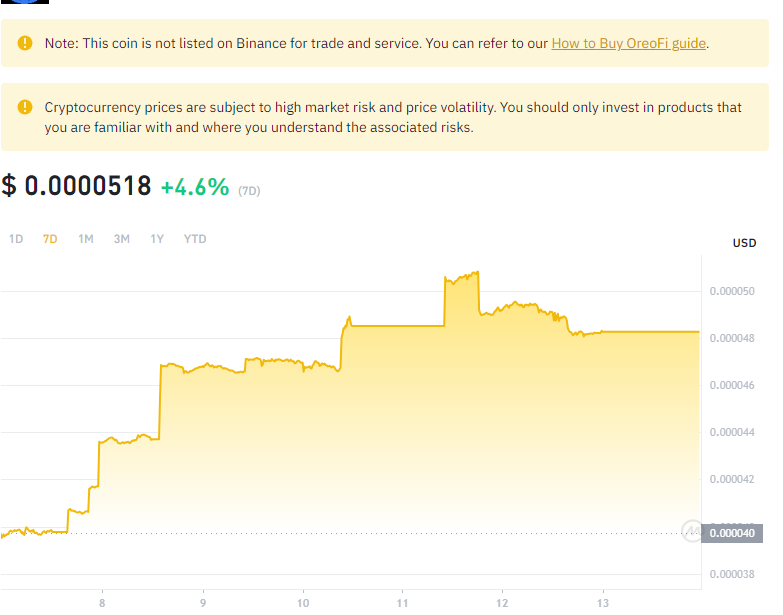 Note: This coin is not listed on Binance for trade and service. You can refer to our How to Buy OreoFi guide.
Cryptocurrency prices are subject to high market risk and price volatility. You should only invest in products that
you are familiar with and where you understand the associated risks.
$ 0.0000518 +4.6% (7D)
1D 7D 1M 3M 1Y YTD
USD
0.000050
0.000048
0.000046
0.000044
0.000042
0.000040
0.000038
8 9 10 11 12 13